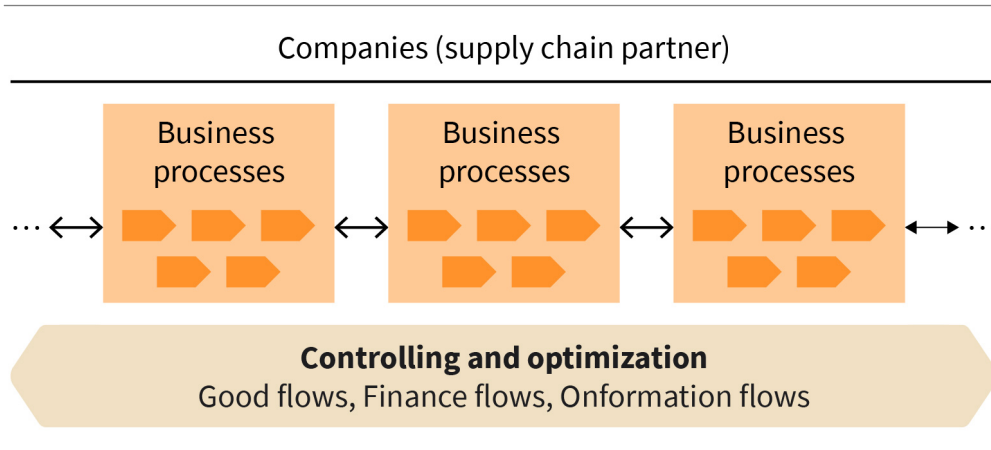 Companies (supply chain partner)
Business
processes
Business
processes
Business
processes
... ...
Controlling and optimization
Good flows, Finance flows, Onformation flows